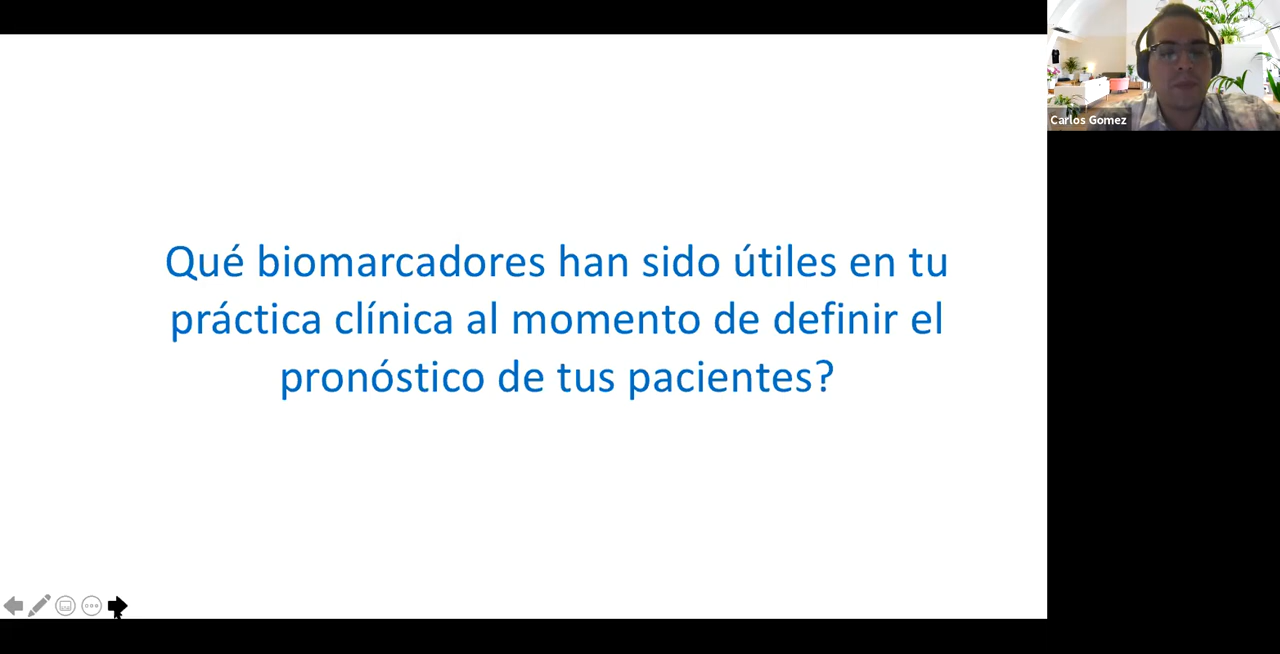 Qué biomarcadores han sido útiles en tu
práctica clínica al momento de definir el
pronóstico de tus pacientes?
Carlos Gomez